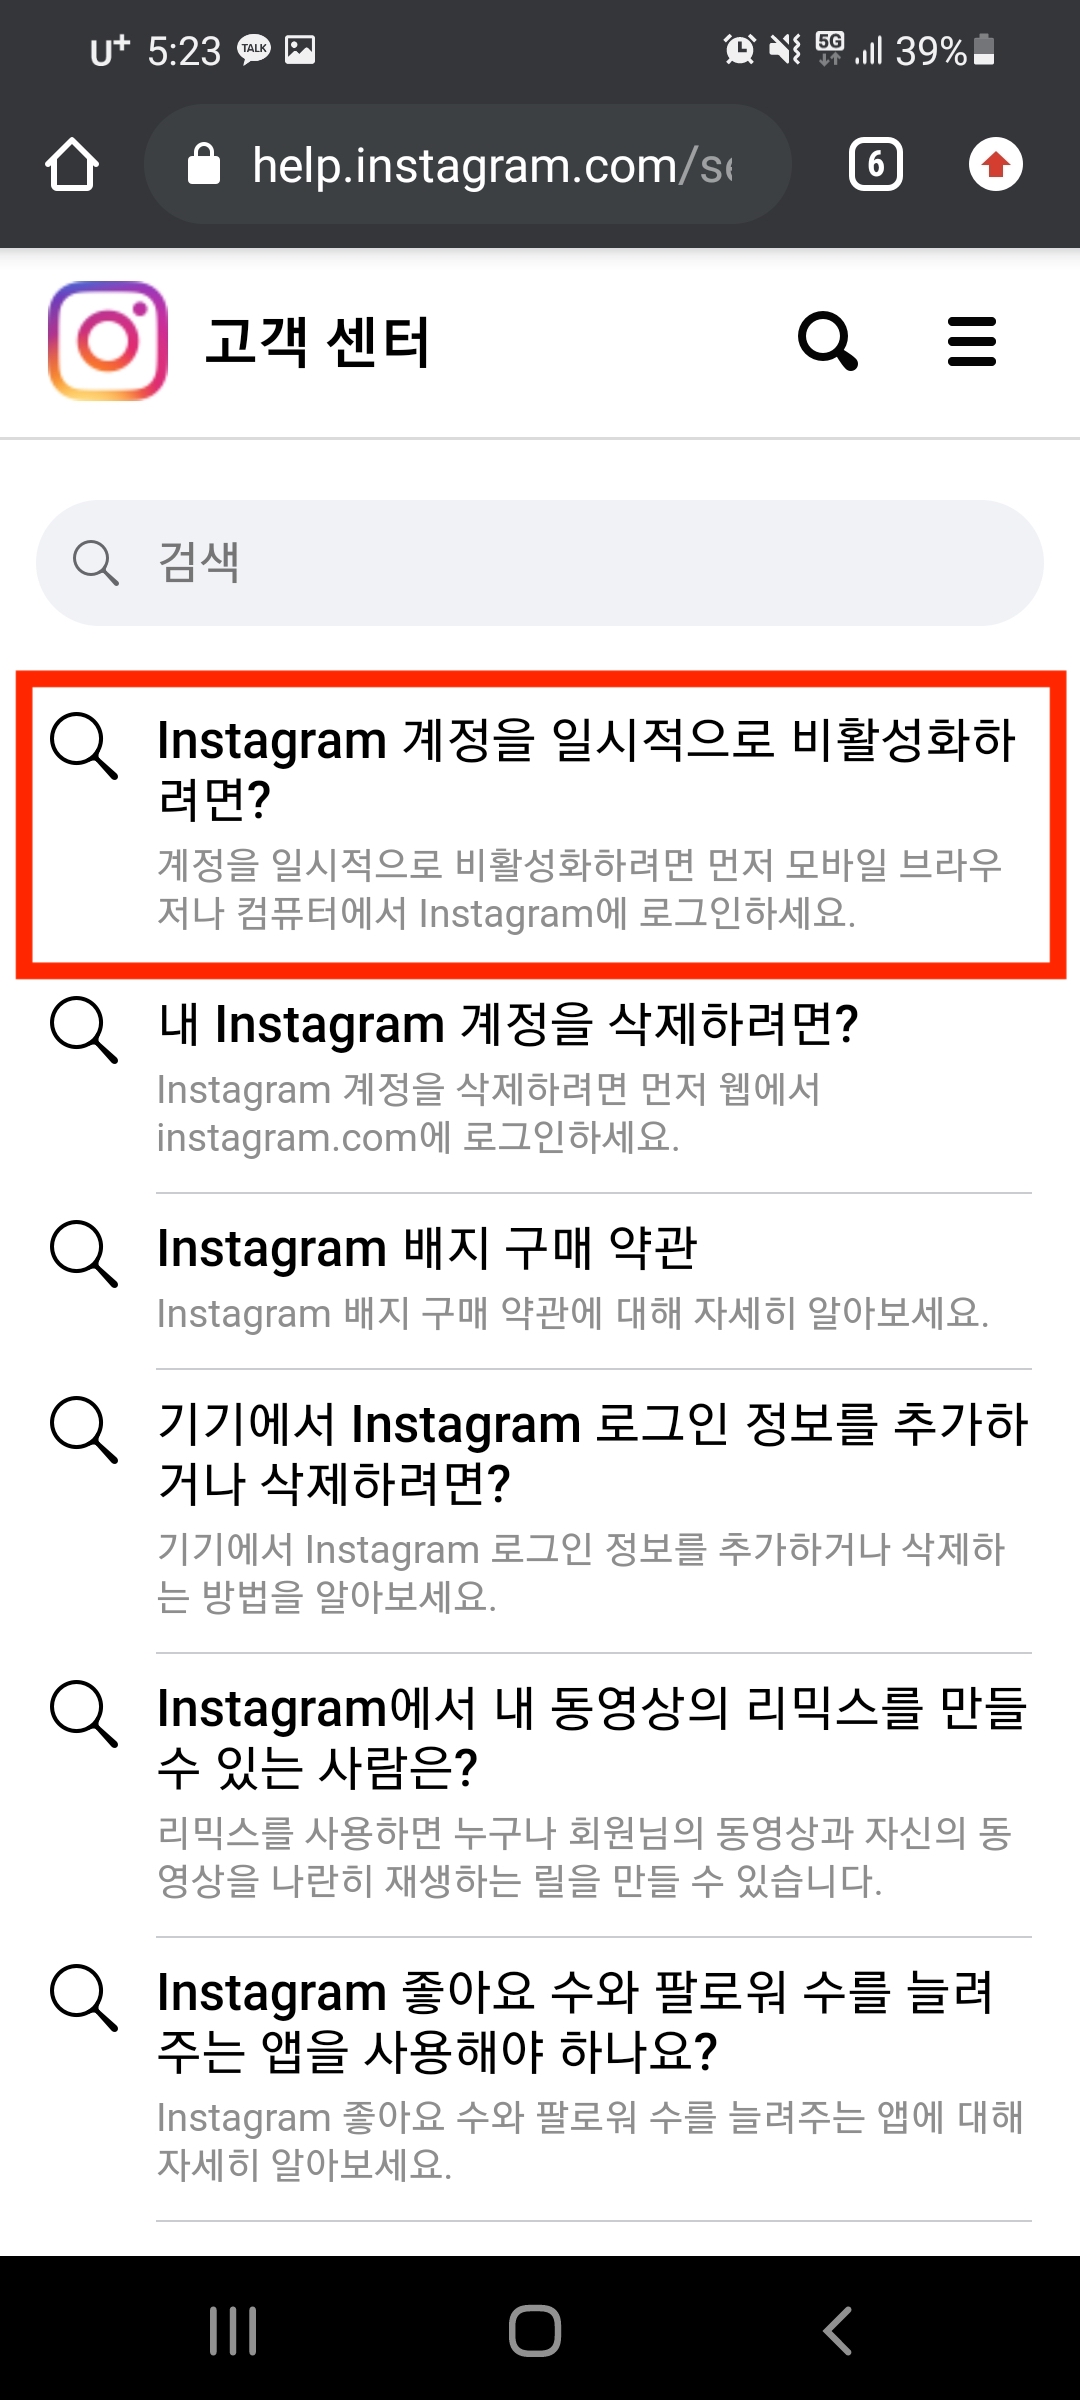 U+ 5:23 TALK 5G 39%
help.instagram.com/se 6
고객 센터
검색
Instagram 계정을 일시적으로 비활성화하
려면?
계정을 일시적으로 비활성화하려면 먼저 모바일 브라우
저나 컴퓨터에서 Instagram에 로그인하세요.
내 Instagram 계정을 삭제하려면?
Instagram 계정을 삭제하려면 먼저 웹에서
instagram.com에 로그인하세요.
Instagram 배지 구매 약관
Instagram 배지 구매 약관에 대해 자세히 알아보세요.
기기에서 Instagram 로그인 정보를 추가하
거나 삭제하려면?
기기에서 Instagram 로그인 정보를 추가하거나 삭제하
는 방법을 알아보세요.
Instagram에서 내 동영상의 리믹스를 만들
수 있는 사람은?
리믹스를 사용하면 누구나 회원님의 동영상과 자신의 동
영상을 나란히 재생하는 릴을 만들 수 있습니다.
Instagram 좋아요 수와 팔로워 수를 늘려
주는 앱을 사용해야 하나요?
Instagram 좋아요 수와 팔로워 수를 늘려주는 앱에 대해
자세히 알아보세요.